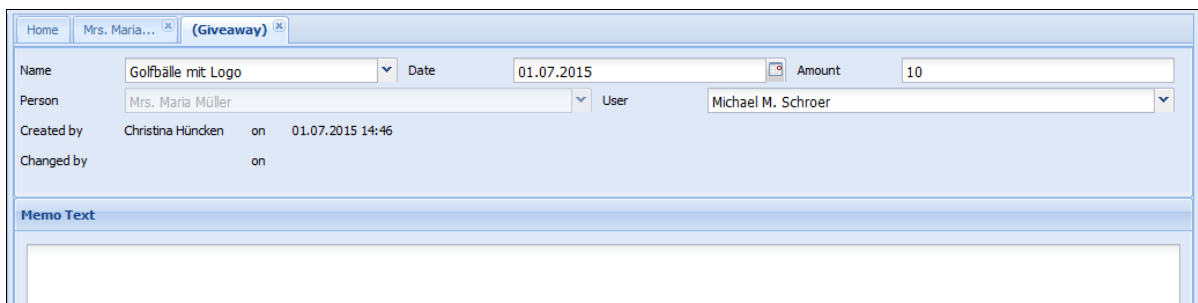 Home Mrs. Maria... (Giveaway)
Name Golfbälle mit Logo Date 01.07.2015 Amount 10
Person Mrs. Maria Müller User Michael M. Schroer
Created by Christina Hüncken on 01.07.2015 14:46
Changed by on
Memo Text